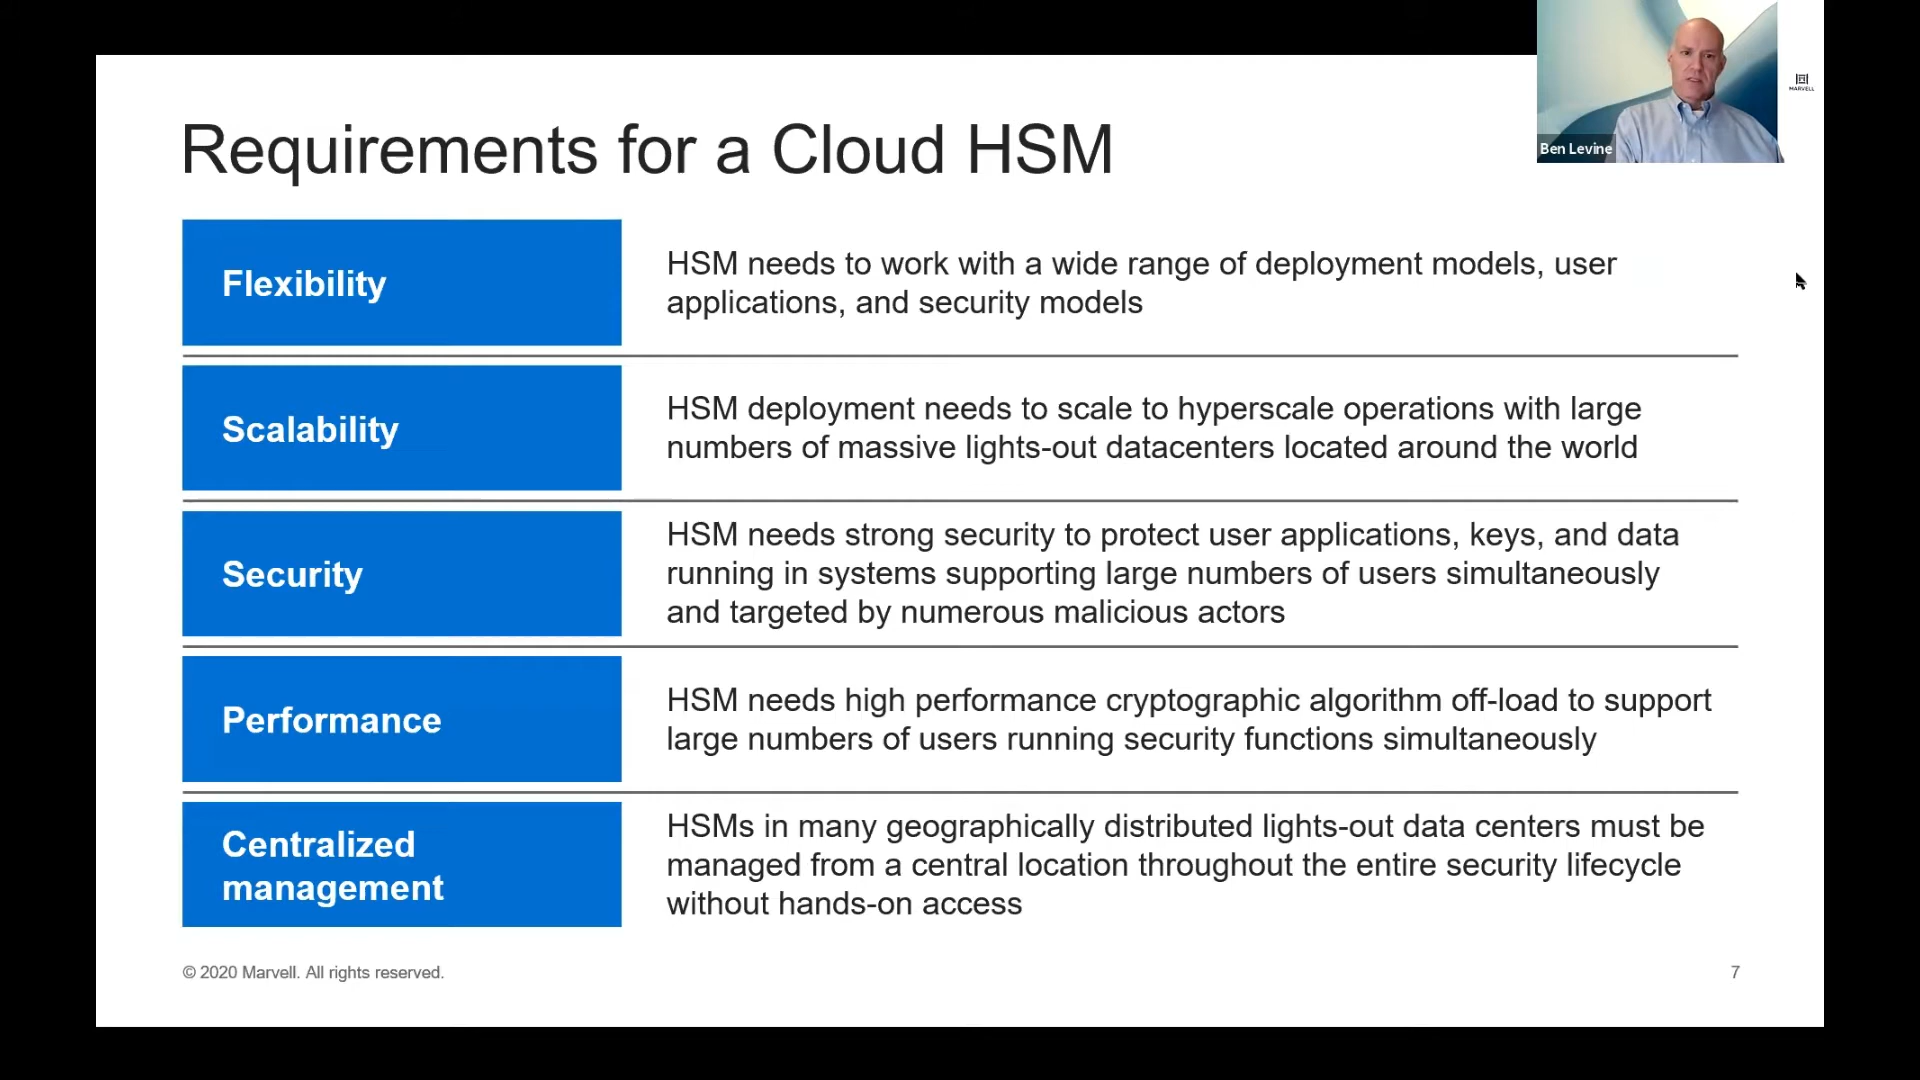 Requirements for a Cloud HSM
MARVELL
Ben Levine
Flexibility
HSM needs to work with a wide range of deployment models, user
applications, and security models
Scalability
HSM deployment needs to scale to hyperscale operations with large
numbers of massive lights-out datacenters located around the world
Security
HSM needs strong security to protect user applications, keys, and data
running in systems supporting large numbers of users simultaneously
and targeted by numerous malicious actors
Performance
HSM needs high performance cryptographic algorithm off-load to support
large numbers of users running security functions simultaneously
Centralized
management
HSMs in many geographically distributed lights-out data centers must be
managed from a central location throughout the entire security lifecycle
without hands-on access
© 2020 Marvell. All rights reserved.
7